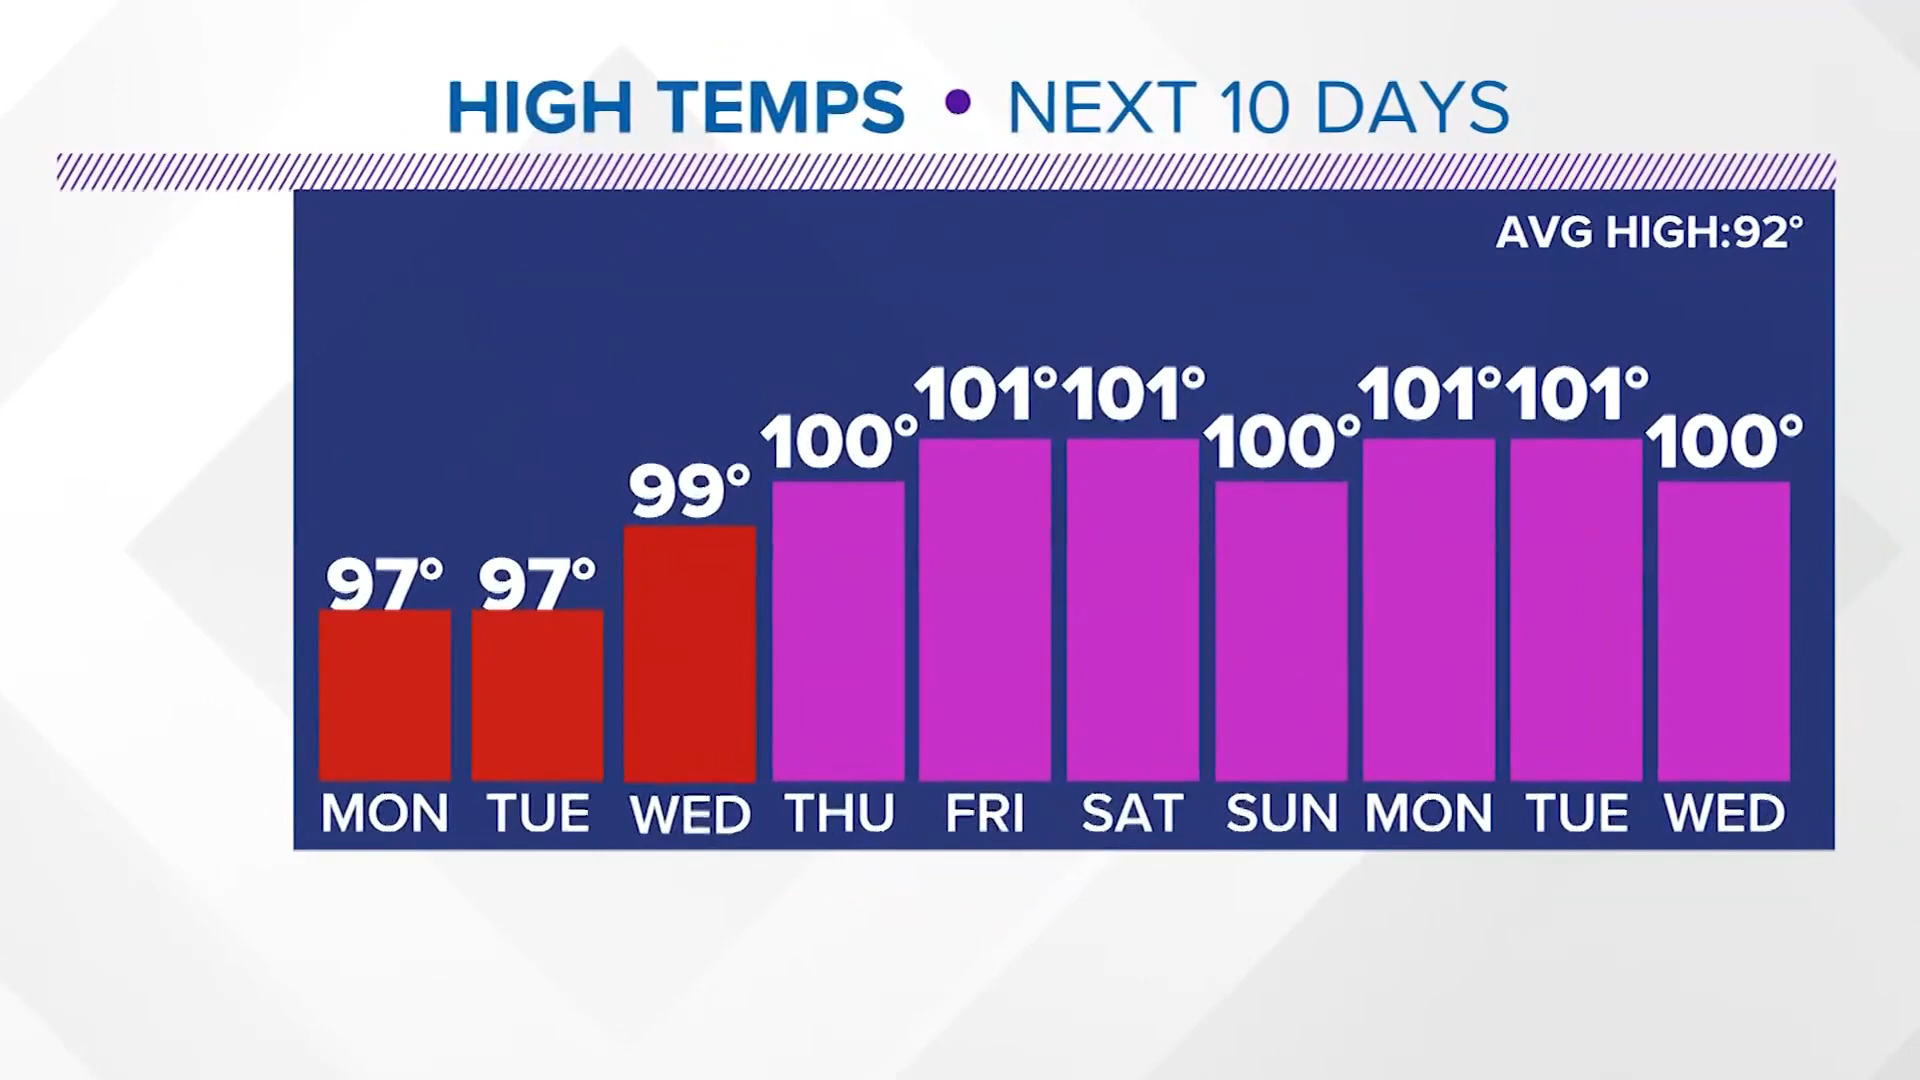 HIGH TEMPS • NEXT 10 DAYS
AVG HIGH:92°
97° 97° 99° 100° 101° 101° 100° 101° 101° 100°
MON TUE WED THU FRI SAT SUN MON TUE WED